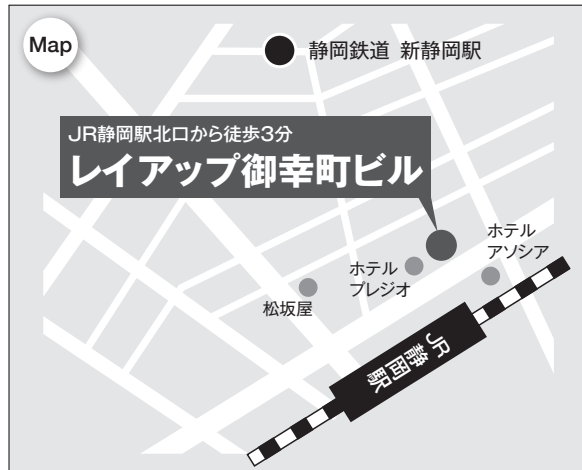 Map
静岡鉄道 新静岡駅
JR静岡駅北口から徒歩3分
レイアップ御幸町ビル
ホテル
アソシア
ホテル
プレジオ
松坂屋
JR
静岡駅